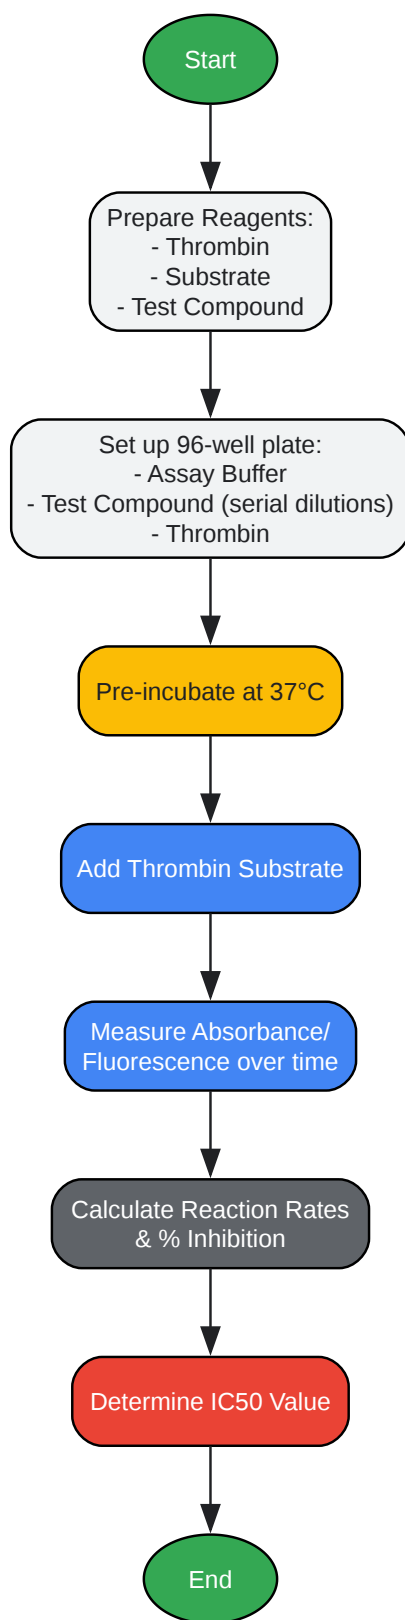 Start
Prepare Reagents:
- Thrombin
- Substrate
- Test Compound
Set up 96-well plate:
- Assay Buffer
- Test Compound (serial dilutions)
- Thrombin
Pre-incubate at 37°C
Add Thrombin Substrate
Measure Absorbance/
Fluorescence over time
Calculate Reaction Rates
& % Inhibition
Determine IC50 Value
End